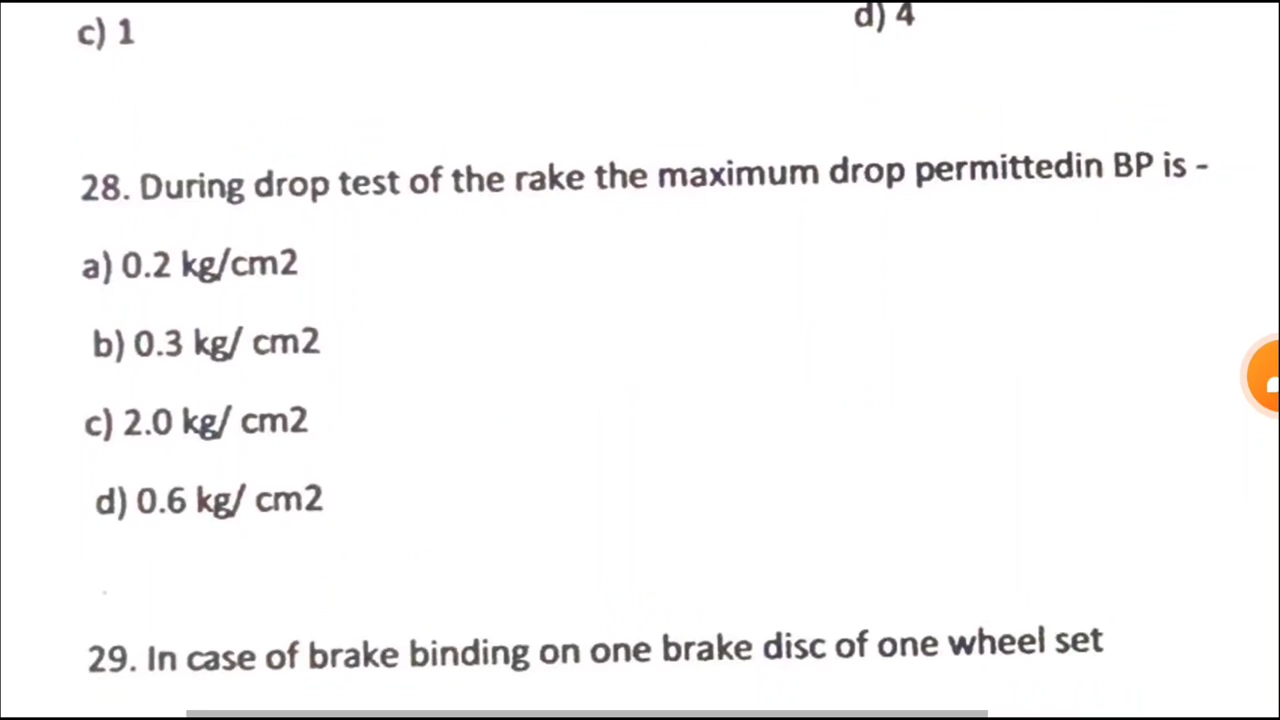 c) 1
d) 4
28. During drop test of the rake the maximum drop permittedin BP is -
a) 0.2 kg/cm2
b) 0.3 kg/ cm2
c) 2.0 kg/ cm2
d) 0.6 kg/ cm2
29. In case of brake binding on one brake disc of one wheel set